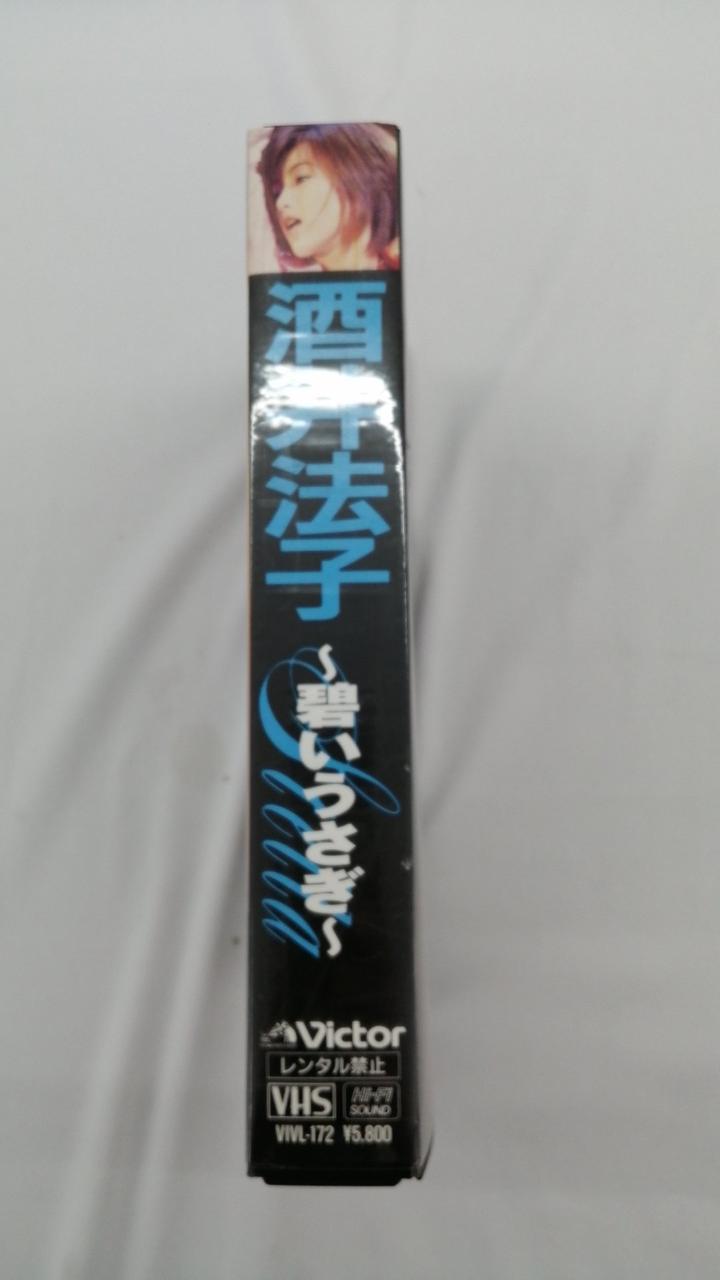 酒井法子
〜碧いうさぎ〜
Victor
レンタル禁止
VHS
Hi-Fi
SOUND
VIVL-172 ¥5,800